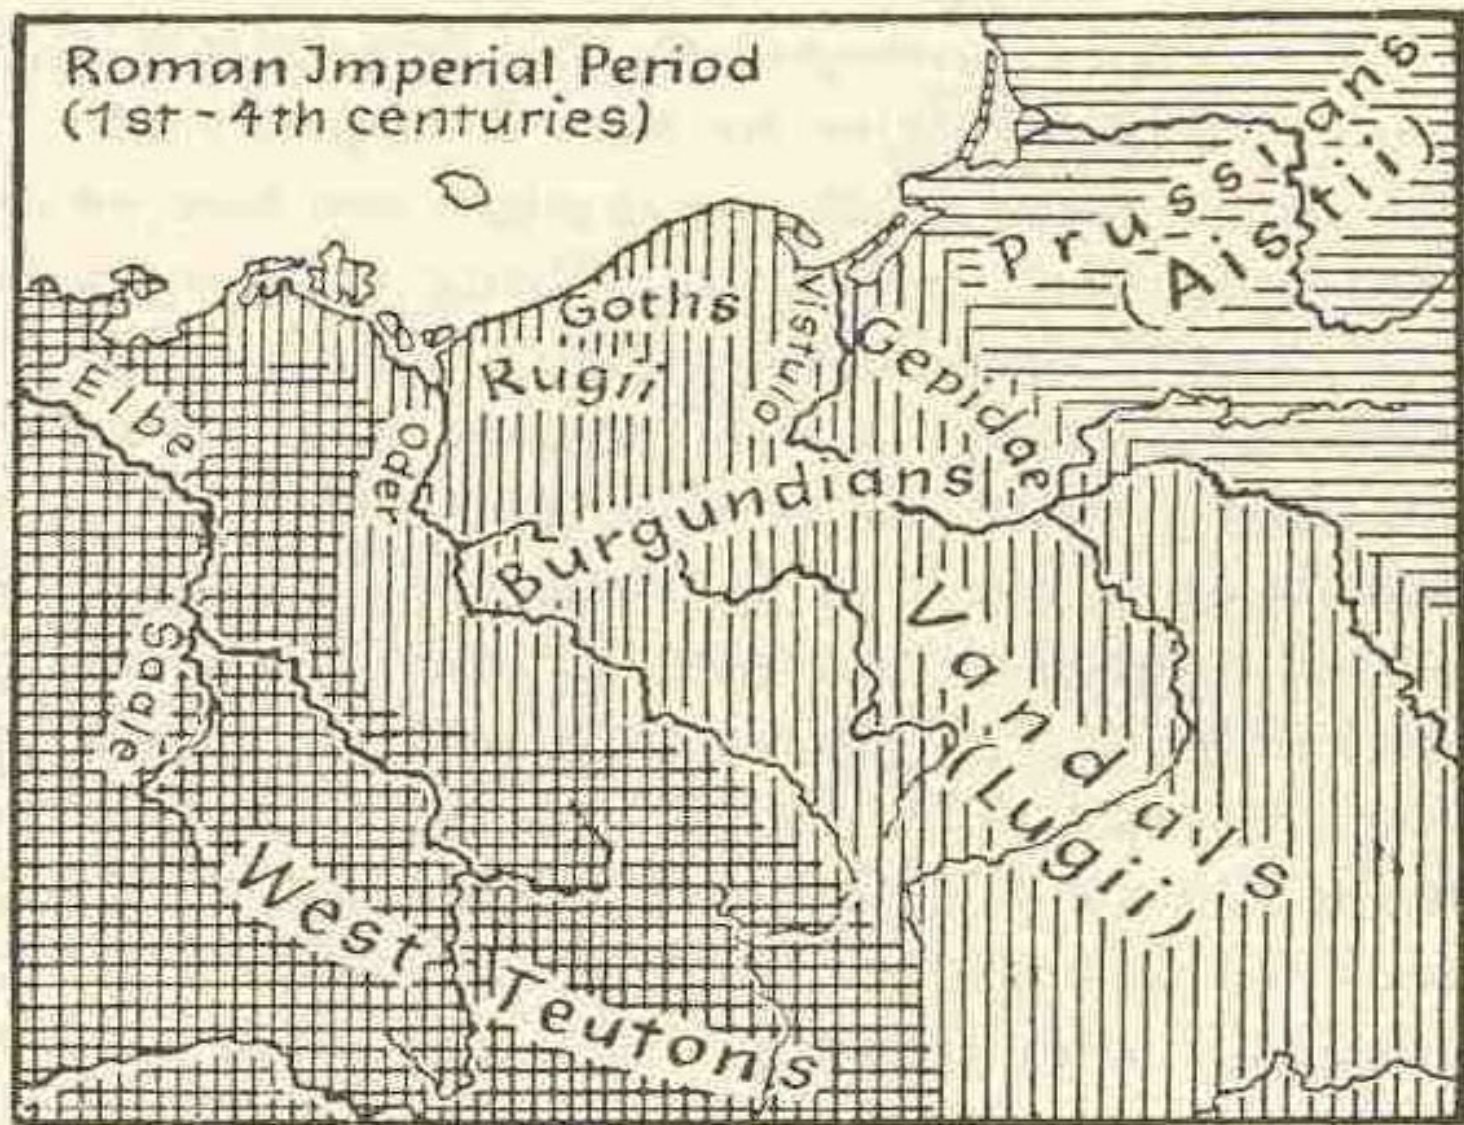 Roman Imperial Period
(1st-4th centuries)
Prussians
(Aistii)
Goths
Rugii
Vistula
Gepidae
Elbe
Oder
Burgundians
Saale
Vandals
(Lugii)
West
Teutons